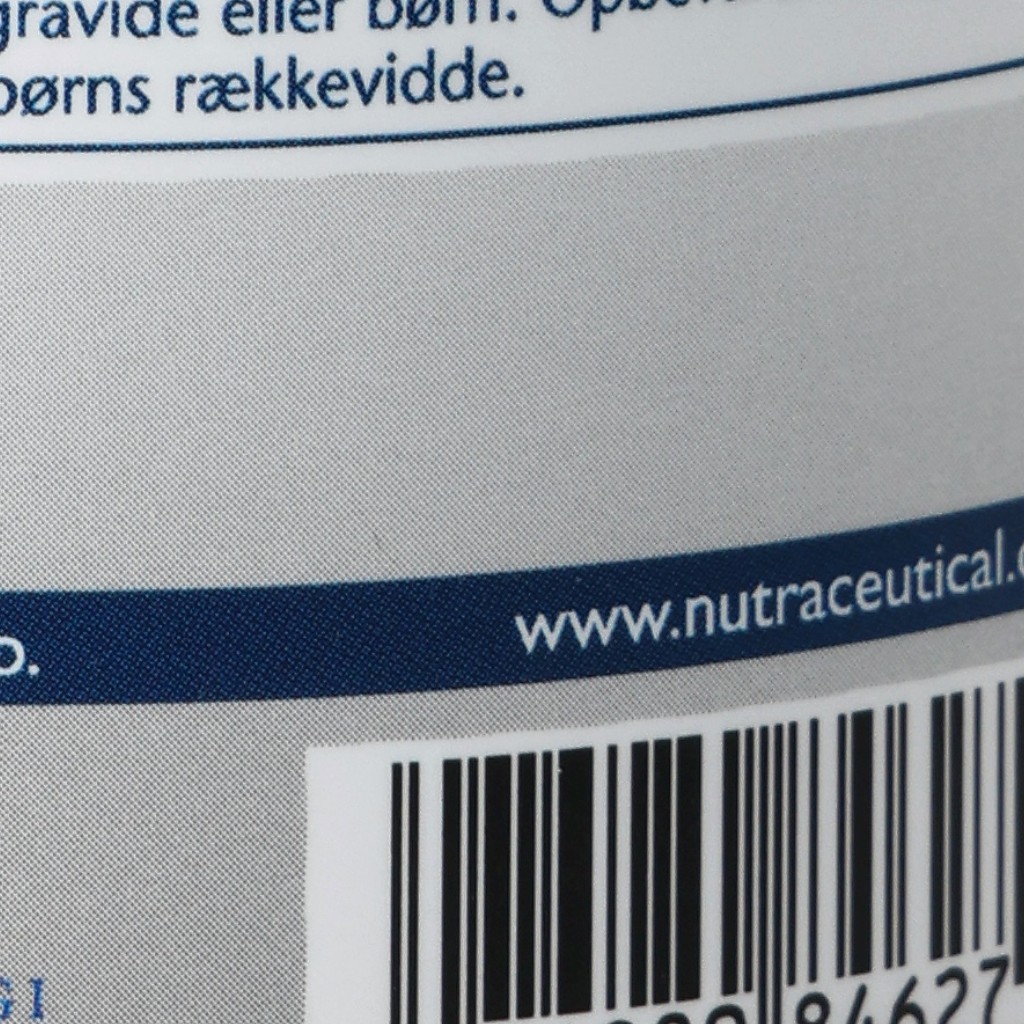 gravide eller børn.
børns rækkevidde.
www.nutraceutical.
84627